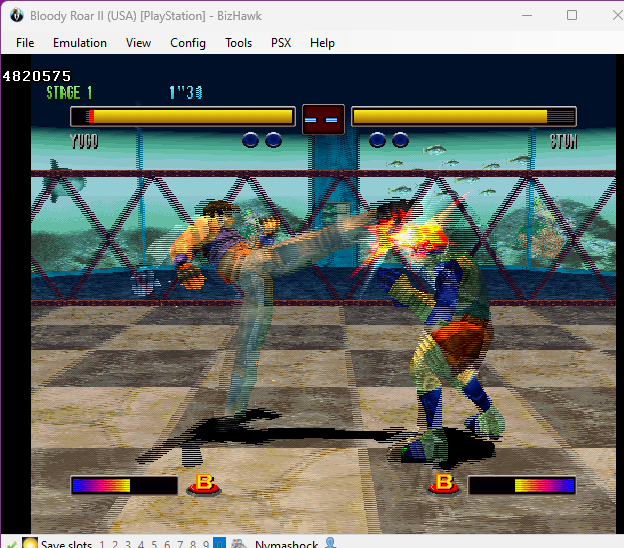 Bloody Roar II (USA) [PlayStation] - BizHawk
File Emulation View Config Tools PSX Help
4820575
STAGE 1 1"30
YUGO STUN
B B
Save slots 1 2 3 4 5 6 7 8 9 0 Nymashock